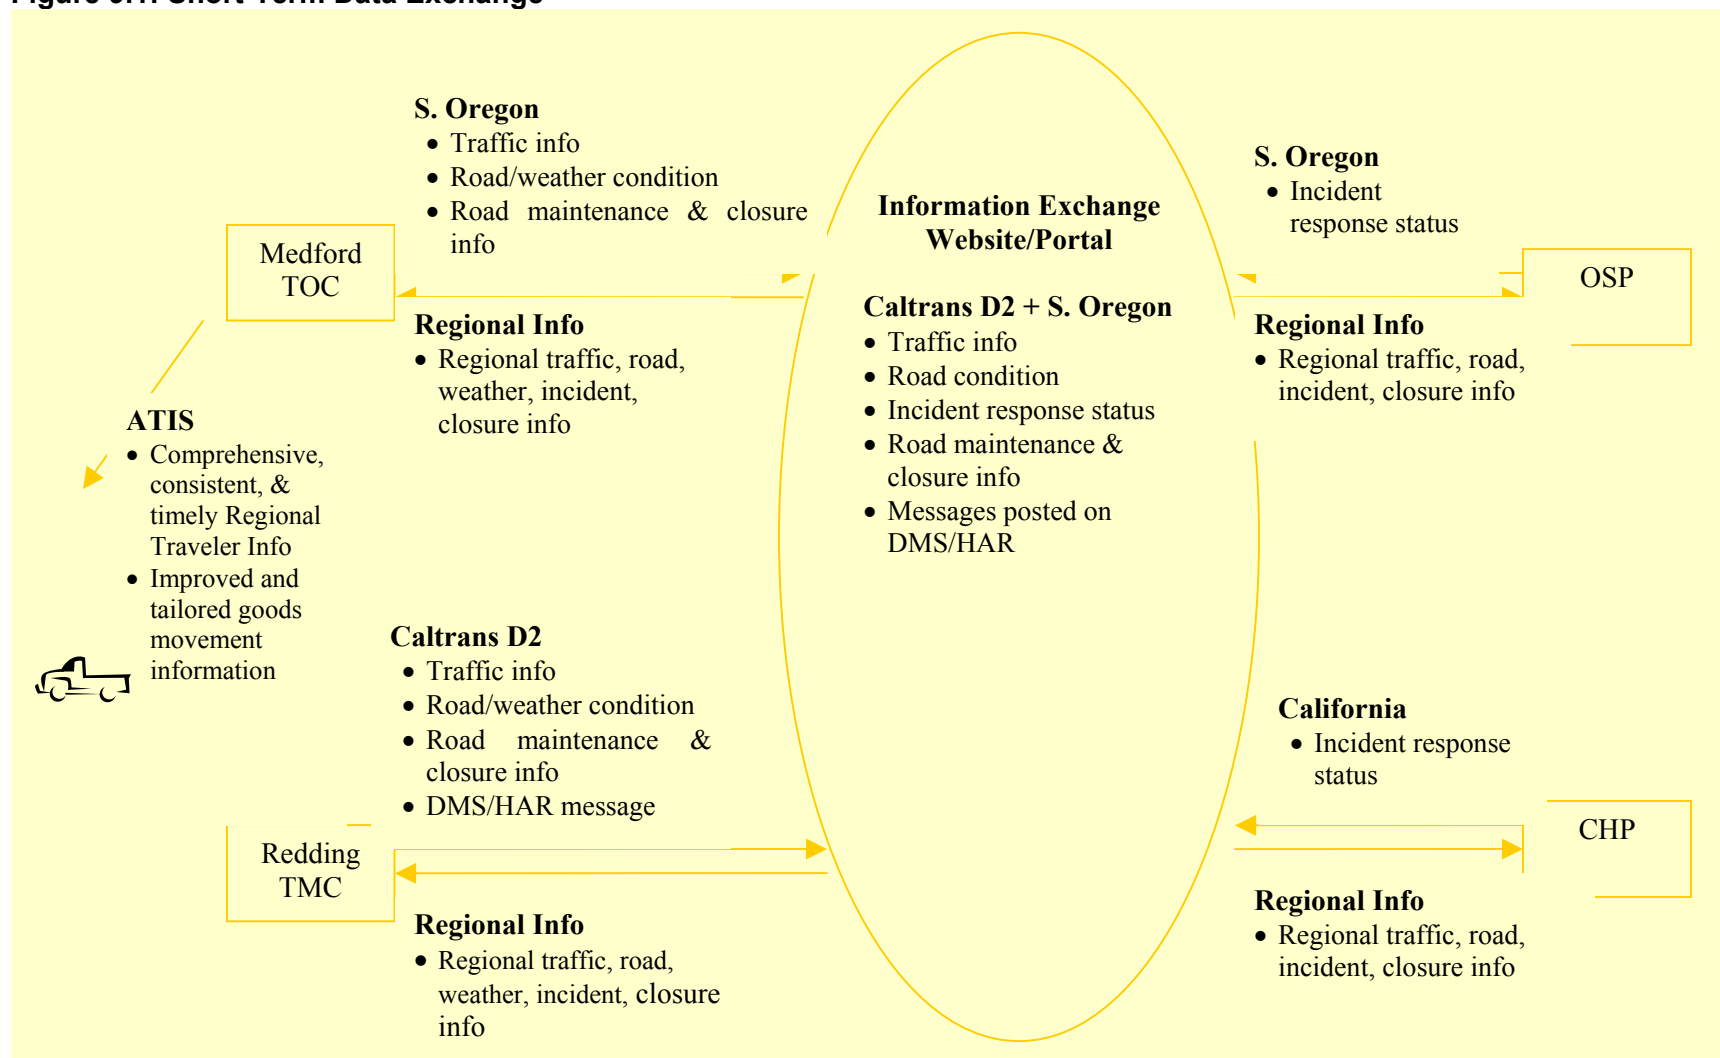 S. Oregon
• Traffic info
• Road/weather condition
• Road maintenance & closure
info
Medford
TOC
Regional Info
• Regional traffic, road,
weather, incident,
closure info
ATIS
• Comprehensive,
consistent, &
timely Regional
Traveler Info
• Improved and
tailored goods
movement
information
Caltrans D2
• Traffic info
• Road/weather condition
• Road maintenance &
closure info
• DMS/HAR message
Redding
TMC
Regional Info
• Regional traffic, road,
weather, incident, closure
info
Information Exchange
Website/Portal
Caltrans D2 + S. Oregon
• Traffic info
• Road condition
• Incident response status
• Road maintenance &
closure info
• Messages posted on
DMS/HAR
S. Oregon
• Incident
response status
OSP
Regional Info
• Regional traffic, road,
incident, closure info
California
• Incident response
status
CHP
Regional Info
• Regional traffic, road,
incident, closure info